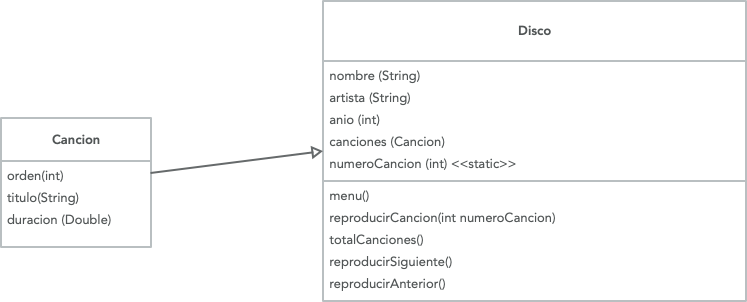 Cancion
orden(int)
titulo(String)
duracion (Double)
Disco
nombre (String)
artista (String)
anio (int)
canciones (Cancion)
numeroCancion (int) <<static>>
menu()
reproducirCancion(int numeroCancion)
totalCanciones()
reproducirSiguiente()
reproducirAnterior()